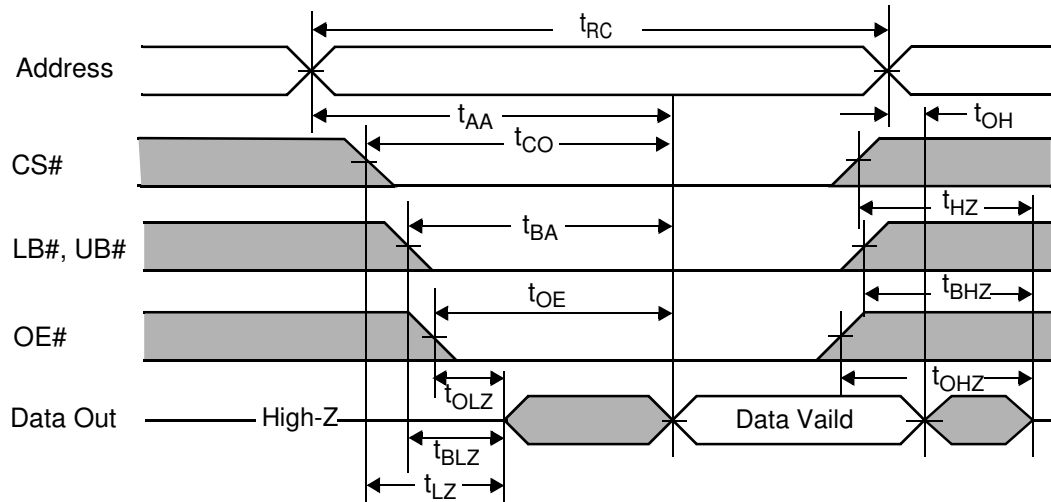 tRC
Address
tAA
tOH
tCO
CS#
tHZ
tBA
LB#, UB#
tOE
tBHZ
OE#
tOLZ
tOHZ
Data Out
High-Z
Data Vaild
tBLZ
tLZ